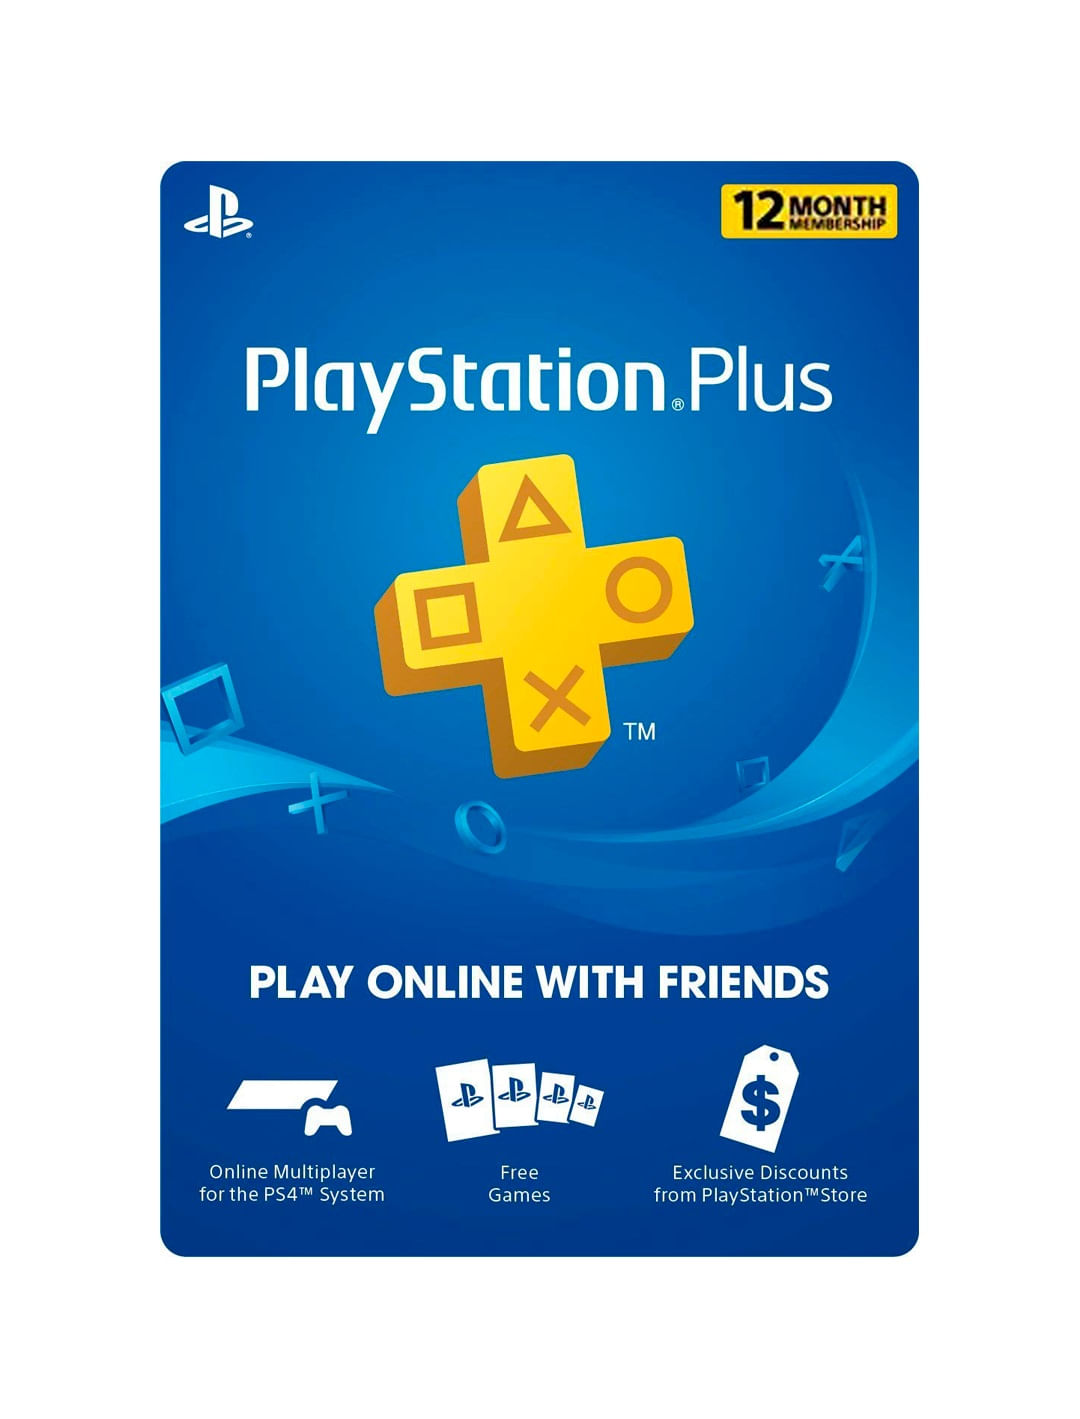 12 MONTH
MEMBERSHIP
PlayStation®Plus
TM
PLAY ONLINE WITH FRIENDS
$
Online Multiplayer
for the PS4™ System
Free
Games
Exclusive Discounts
from PlayStation™Store